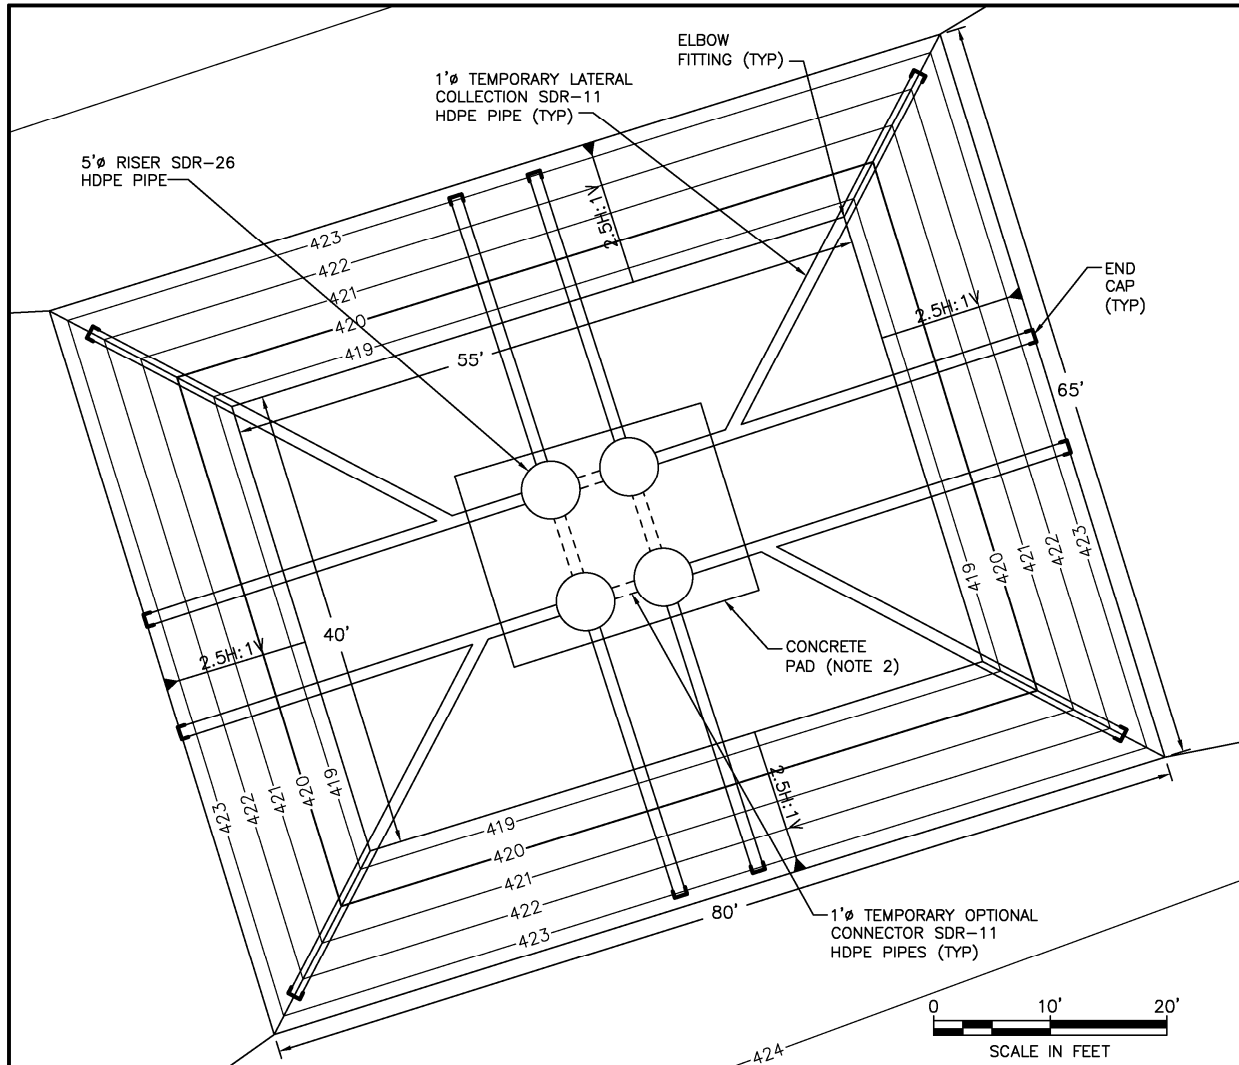 ELBOW
FITTING (TYP)
1'ø TEMPORARY LATERAL
COLLECTION SDR-11
HDPE PIPE (TYP)
5'ø RISER SDR-26
HDPE PIPE
2.5H:1V
423
422
421
420
419
55'
END
CAP
(TYP)
2.5H:1V
65'
40'
2.5H:1V
419
420
421
422
423
CONCRETE
PAD (NOTE 2)
423
422
421
420
419
2.5H:1V
419
420
421
422
423
80'
1'ø TEMPORARY OPTIONAL
CONNECTOR SDR-11
HDPE PIPES (TYP)
0 10' 20'
SCALE IN FEET
424